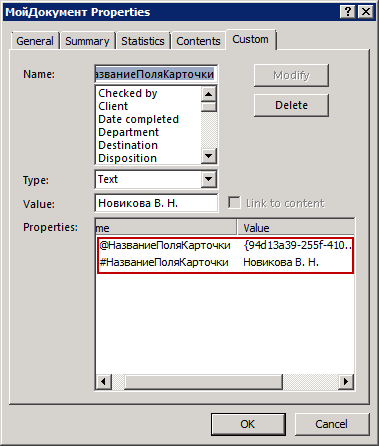 МойДокумент Properties
General Summary Statistics Contents Custom
Name: азваниеПоляКарточки Modify
Checked by
Client
Date completed
Department
Destination
Disposition
Delete
Type: Text
Value: Новикова В. Н. Link to content
Properties: me Value
@НазваниеПоляКарточки {94d13a39-255f-410...
#НазваниеПоляКарточки Новикова В. Н.
OK Cancel